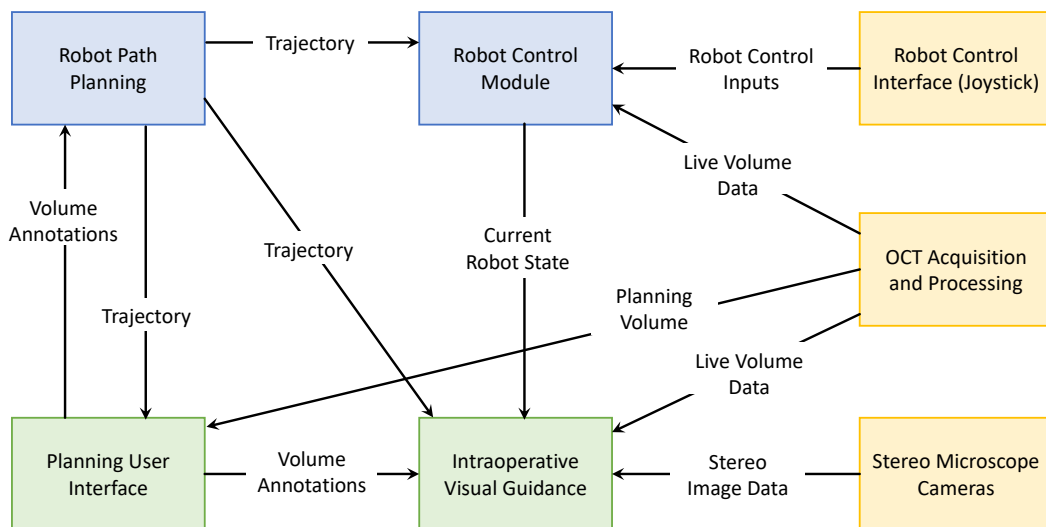 Robot Path
Planning
Trajectory
Robot Control
Module
Robot Control
Inputs
Robot Control
Interface (Joystick)
Live Volume
Data
Volume
Annotations
Trajectory
Current
Robot State
OCT Acquisition
and Processing
Planning
Volume
Trajectory
Live Volume
Data
Planning User
Interface
Volume
Annotations
Intraoperative
Visual Guidance
Stereo
Image Data
Stereo Microscope
Cameras